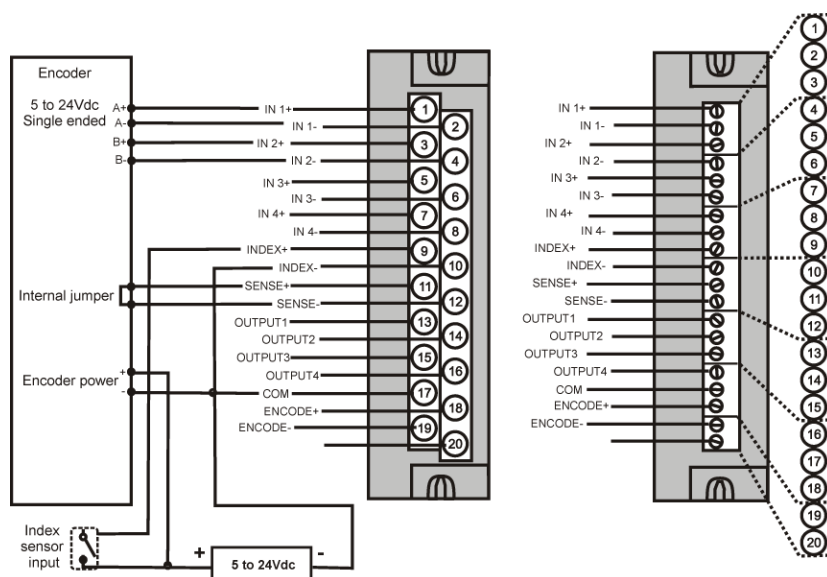 Encoder
5 to 24Vdc
Single ended
A+
A-
B+
B-
Internal jumper
Encoder power
+
-
Index
sensor
input
+
5 to 24Vdc
-
IN 1+
IN 1-
IN 2+
IN 2-
IN 3+
IN 3-
IN 4+
IN 4-
INDEX+
INDEX-
SENSE+
SENSE-
OUTPUT1
OUTPUT2
OUTPUT3
OUTPUT4
COM
ENCODE+
ENCODE-
1
2
3
4
5
6
7
8
9
10
11
12
13
14
15
16
17
18
19
20
IN 1+
IN 1-
IN 2+
IN 2-
IN 3+
IN 3-
IN 4+
IN 4-
INDEX+
INDEX-
SENSE+
SENSE-
OUTPUT1
OUTPUT2
OUTPUT3
OUTPUT4
COM
ENCODE+
ENCODE-
1
2
3
4
5
6
7
8
9
10
11
12
13
14
15
16
17
18
19
20